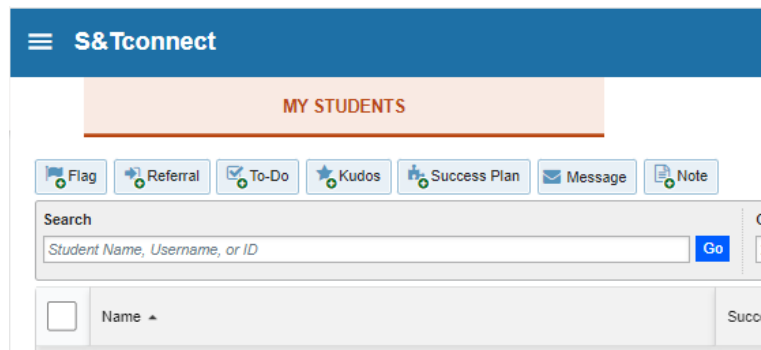 S&Tconnect
MY STUDENTS
Flag Referral To-Do Kudos Success Plan Message Note
Search
Student Name, Username, or ID Go
Name